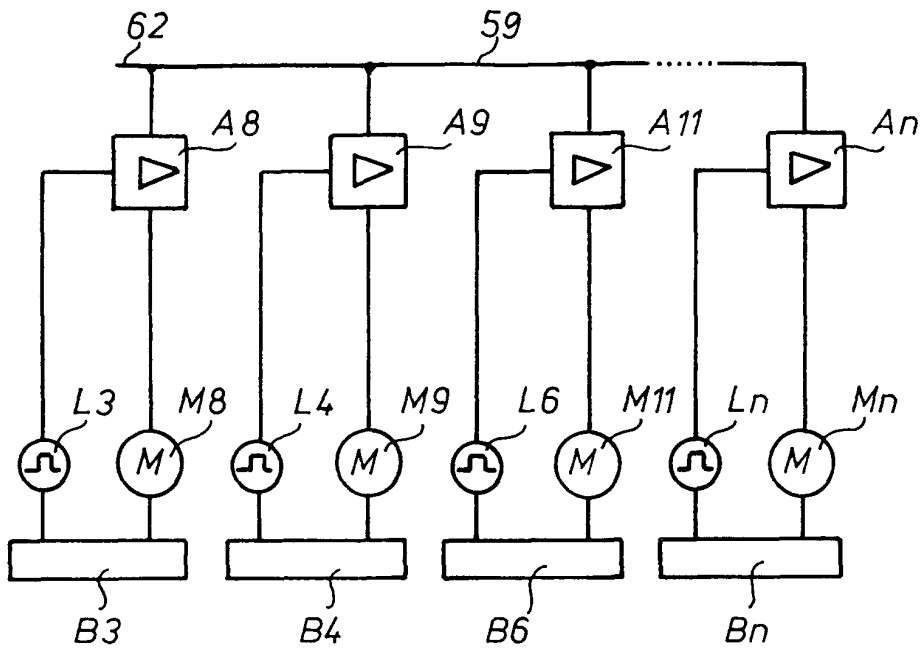 62 59
A8 A9 A11 An
L3 M8 L4 M9 L6 M11 Ln Mn
M M M M
B3 B4 B6 Bn